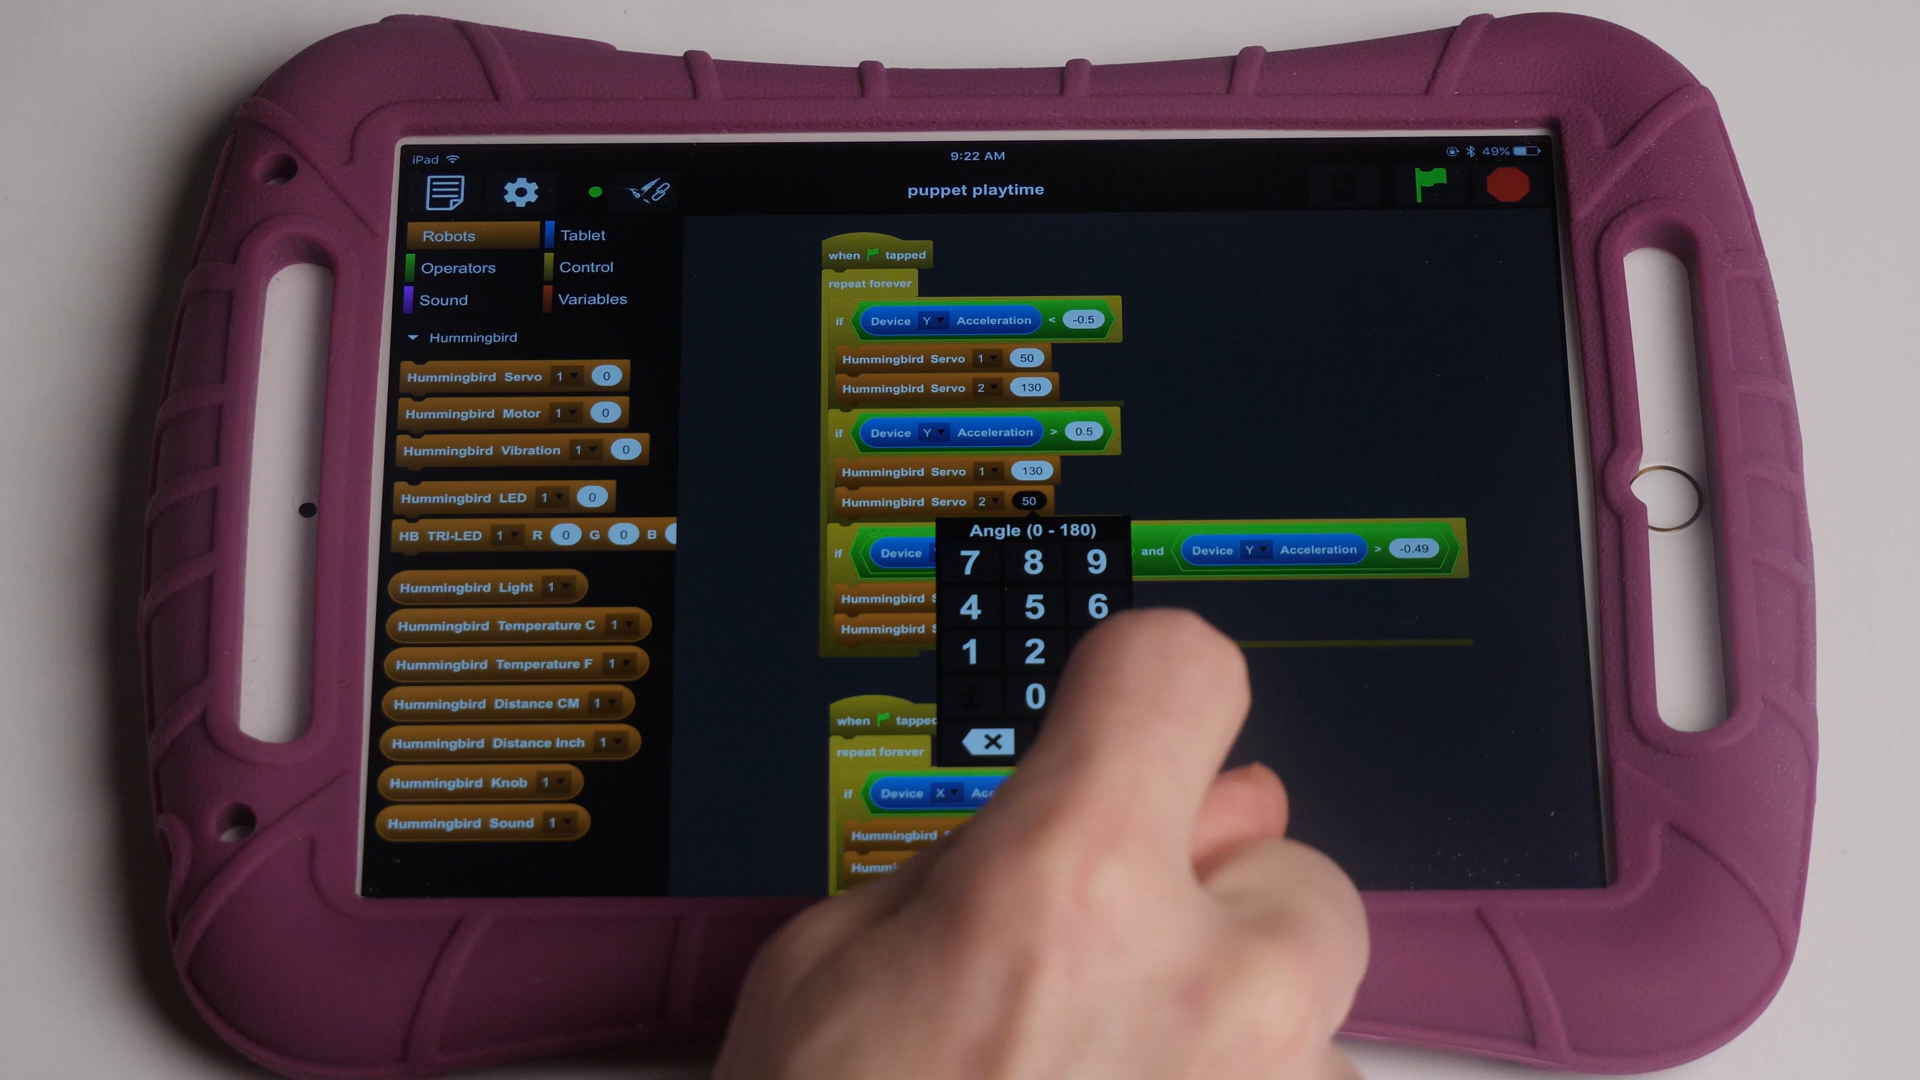 iPad
9:22 AM
49%
puppet playtime
Robots
Tablet
Operators
Control
Sound
Variables
Hummingbird
Hummingbird Servo 1 0
Hummingbird Motor 1 0
Hummingbird Vibration 1 0
Hummingbird LED 1 0
HB TRI-LED 1 R 0 G 0 B
Hummingbird Light 1
Hummingbird Temperature C 1
Hummingbird Temperature F 1
Hummingbird Distance CM 1
Hummingbird Distance Inch 1
Hummingbird Knob 1
Hummingbird Sound 1
when tapped
repeat forever
if Device Y Acceleration < -0.5
Hummingbird Servo 1 50
Hummingbird Servo 2 130
if Device Y Acceleration > 0.5
Hummingbird Servo 1 130
Hummingbird Servo 2 50
if Device and Device Y Acceleration > -0.49
Hummingbird
Hummingbird
Angle (0 - 180)
7 8 9
4 5 6
1 2
± 0
when tapped
repeat forever
if Device X
Hummingbird